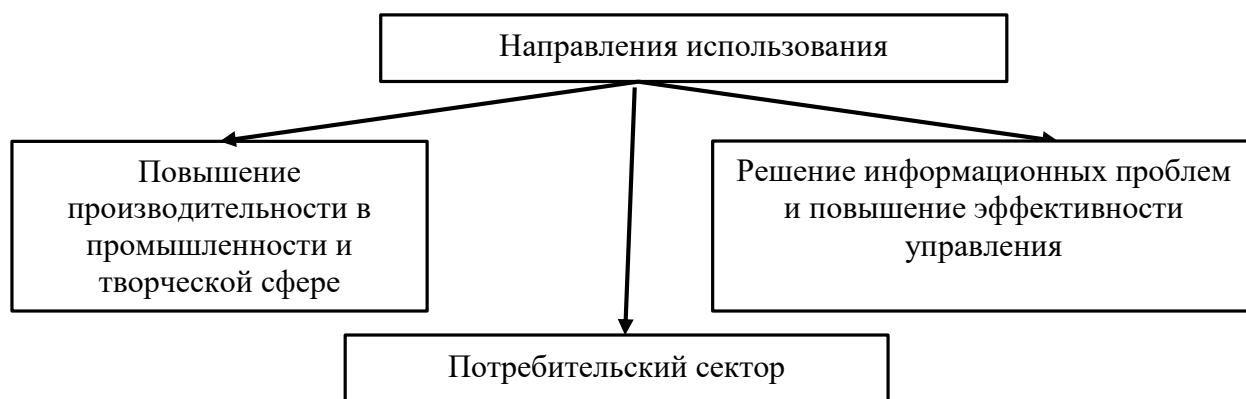 Направления использования
Повышение
производительности в
промышленности и
творческой сфере
Решение информационных проблем
и повышение эффективности
управления
Потребительский сектор